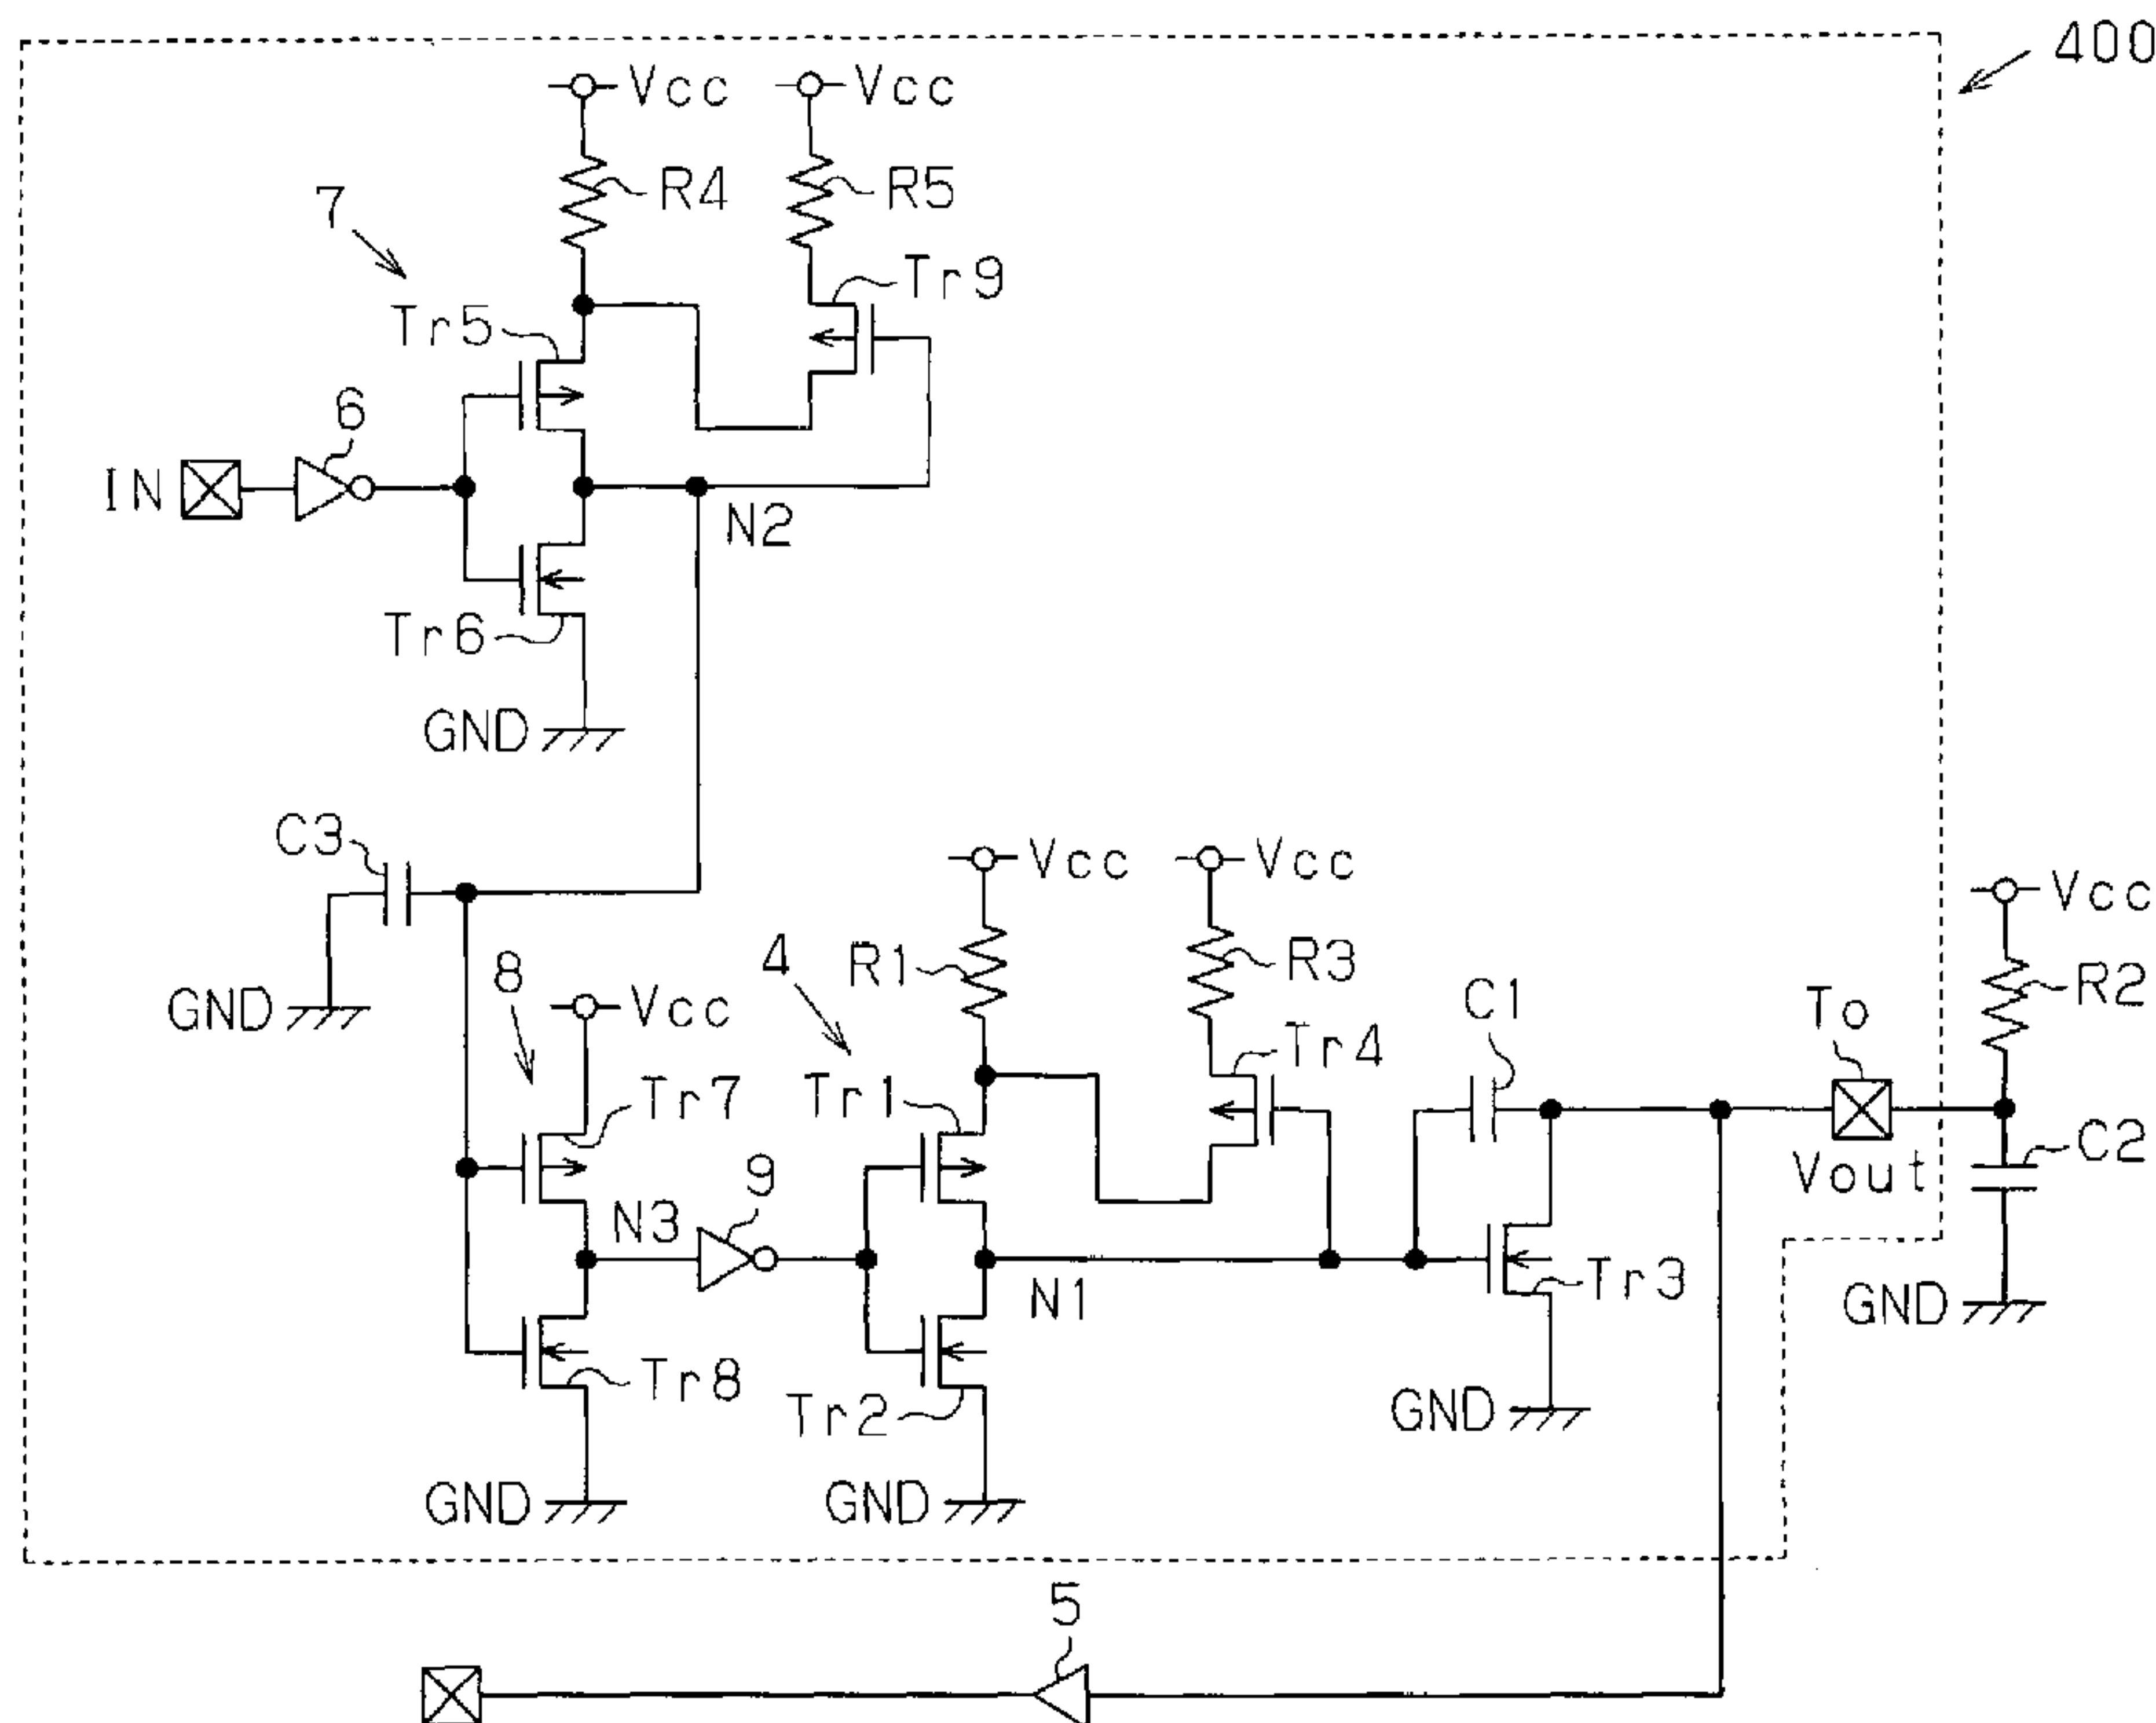 400
Vcc
Vcc
R4
R5
7
Tr9
Tr5
6
IN
N2
Tr6
GND
C3
Vcc
Vcc
Vcc
4
R1
R3
8
R2
C1
To
GND
Vcc
Tr4
Tr7
Tr1
C2
9
Vout
N3
Tr3
N1
GND
Tr8
Tr2
GND
GND
GND
5